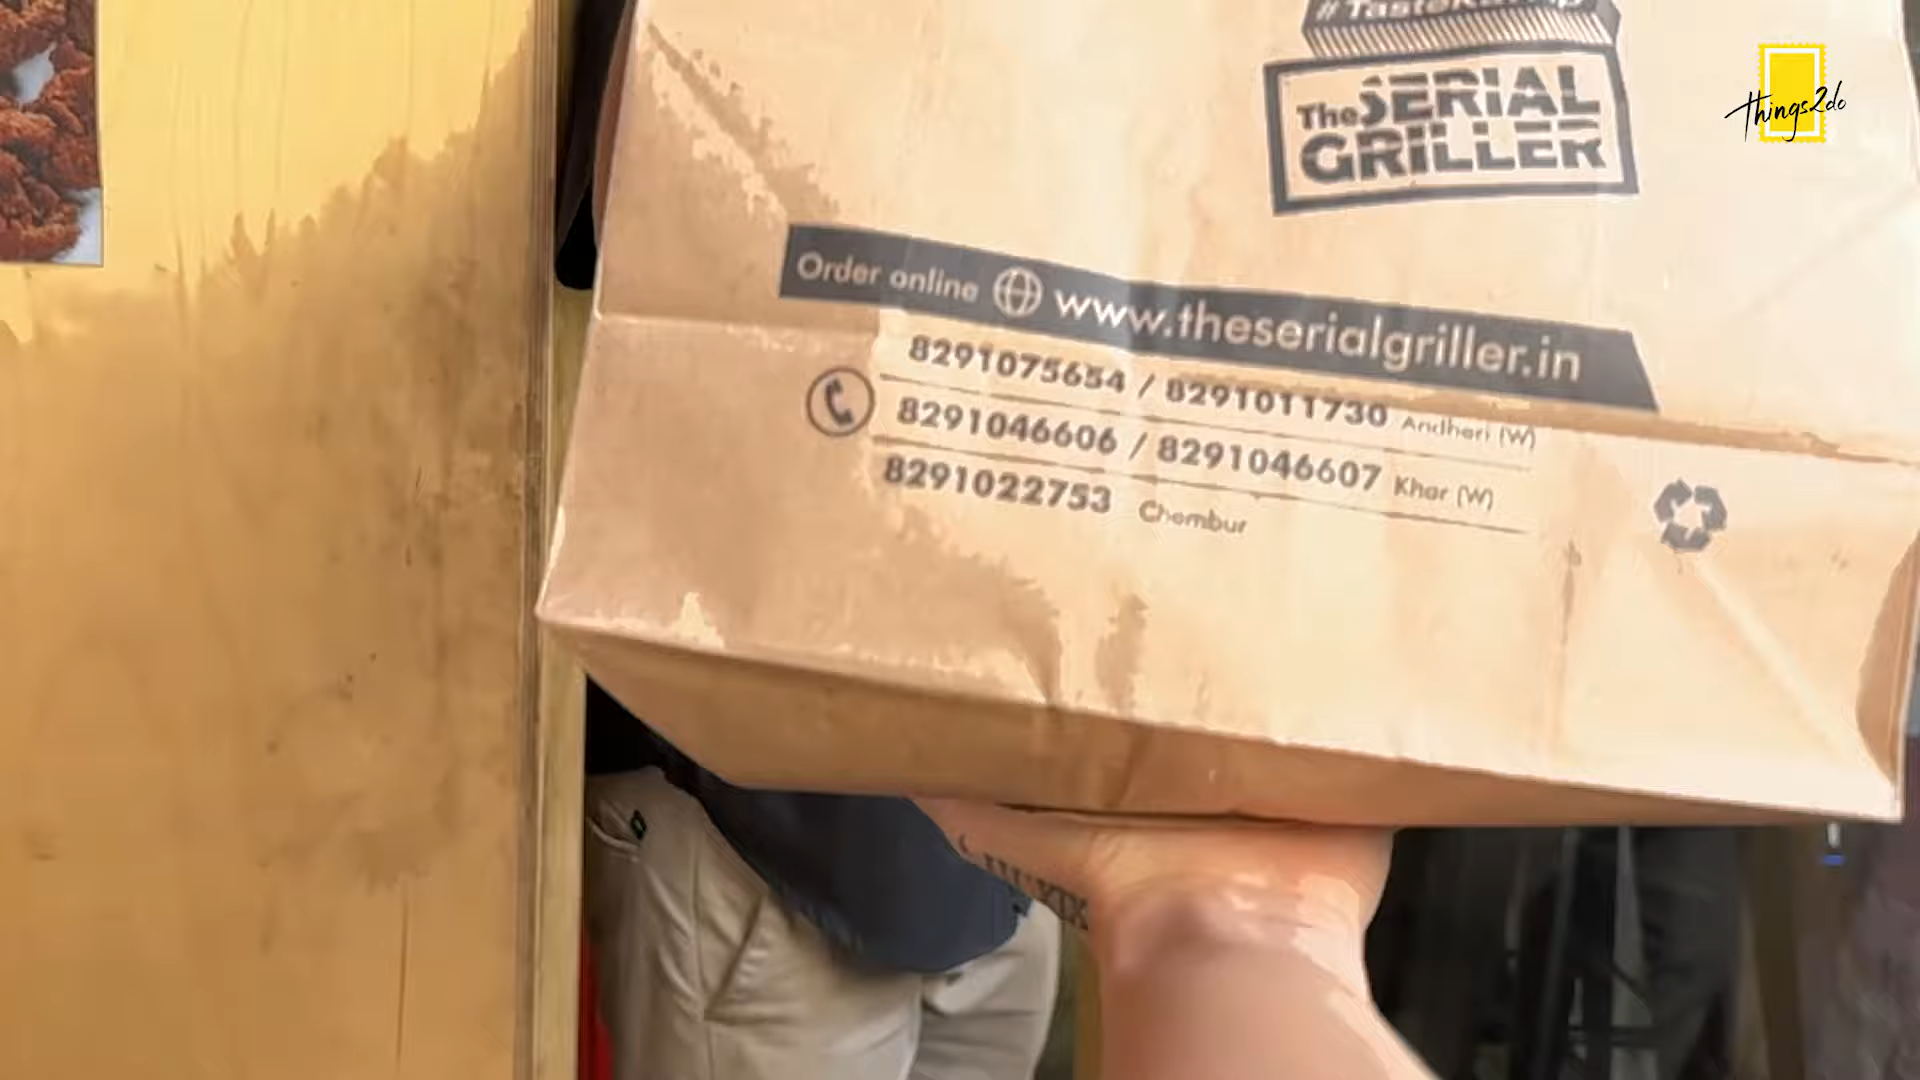 The SERIAL
GRILLER
Things2do
Order online www.theserialgriller.in
8291075654 / 8291011730 Andheri (W)
8291046606 / 8291046607 Khar (W)
8291022753 Chembur